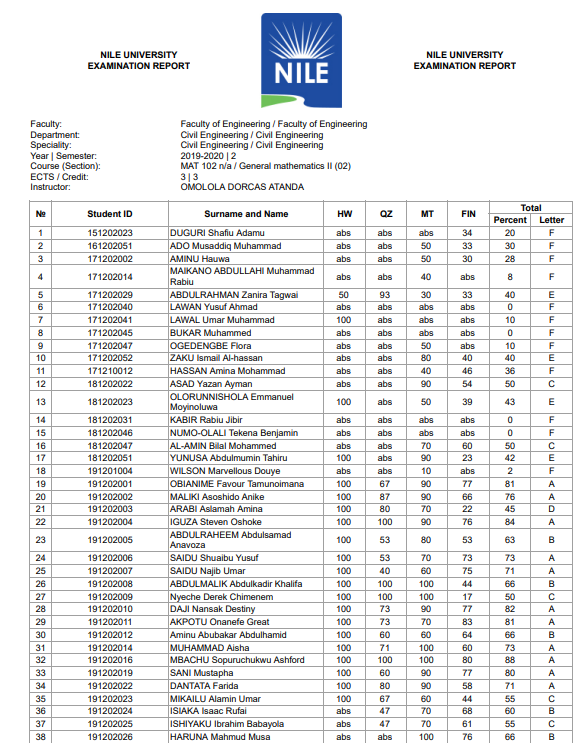 NILE UNIVERSITY
EXAMINATION REPORT
NILE
NILE UNIVERSITY
EXAMINATION REPORT
Faculty: Faculty of Engineering / Faculty of Engineering
Department: Civil Engineering / Civil Engineering
Speciality: Civil Engineering / Civil Engineering
Year | Semester: 2019-2020 | 2
Course (Section): MAT 102 n/a / General mathematics II (02)
ECTS / Credit: 3 | 3
Instructor: OMOLOLA DORCAS ATANDA
№ Student ID Surname and Name HW QZ MT FIN Total
Percent Letter
1 151202023 DUGURI Shafiu Adamu abs abs abs 34 20 F
2 161202051 ADO Musaddiq Muhammad abs abs 50 33 30 F
3 171202002 AMINU Hauwa abs abs 50 30 28 F
4 171202014 MAIKANO ABDULLAHI Muhammad Rabiu abs abs 40 abs 8 F
5 171202029 ABDULRAHMAN Zanira Tagwai 50 93 30 33 40 E
6 171202040 LAWAN Yusuf Ahmad abs abs abs abs 0 F
7 171202041 LAWAL Umar Muhammad 100 abs abs abs 10 F
8 171202045 BUKAR Muhammed abs abs abs abs 0 F
9 171202047 OGEDENGBE Flora abs abs 50 abs 10 F
10 171202052 ZAKU Ismail Al-hassan abs abs 80 40 40 E
11 171210012 HASSAN Amina Mohammad abs abs 40 46 36 F
12 181202022 ASAD Yazan Ayman abs abs 90 54 50 C
13 181202023 OLORUNNISHOLA Emmanuel Moyinoluwa 100 abs 50 39 43 E
14 181202031 KABIR Rabiu Jibir abs abs abs abs 0 F
15 181202046 NUMO-OLALI Tekena Benjamin abs abs abs abs 0 F
16 181202047 AL-AMIN Bilal Mohammed abs abs 70 60 50 C
17 181202051 YUNUSA Abdulmumin Tahiru 100 abs 90 23 42 E
18 191201004 WILSON Marvellous Douye abs abs 10 abs 2 F
19 191202001 OBIANIME Favour Tamunoimana 100 67 90 77 81 A
20 191202002 MALIKI Asoshido Anike 100 87 90 66 76 A
21 191202003 ARABI Aslamah Amina 100 80 70 22 45 D
22 191202004 IGUZA Steven Oshoke 100 100 90 76 84 A
23 191202005 ABDULRAHEEM Abdulsamad Anavoza 100 53 80 53 63 B
24 191202006 SAIDU Shuaibu Yusuf 100 53 70 73 73 A
25 191202007 SAIDU Najib Umar 100 40 60 75 71 A
26 191202008 ABDULMALIK Abdulkadir Khalifa 100 100 100 44 66 B
27 191202009 Nyeche Derek Chimenem 100 100 100 17 50 C
28 191202010 DAJI Nansak Destiny 100 73 90 77 82 A
29 191202011 AKPOTU Onanefe Great 100 73 70 83 81 A
30 191202012 Aminu Abubakar Abdulhamid 100 60 60 64 66 B
31 191202014 MUHAMMAD Aisha 100 71 100 60 73 A
32 191202016 MBACHU Sopuruchukwu Ashford 100 100 100 80 88 A
33 191202019 SANI Mustapha 100 60 90 77 80 A
34 191202022 DANTATA Farida 100 80 90 58 71 A
35 191202023 MIKAILU Alamin Umar 100 67 60 44 55 C
36 191202024 ISIAKA Isaac Rufai abs 47 70 68 60 B
37 191202025 ISHIYAKU Ibrahim Babayola abs 47 70 61 55 C
38 191202026 HARUNA Mahmud Musa abs abs 100 76 66 B